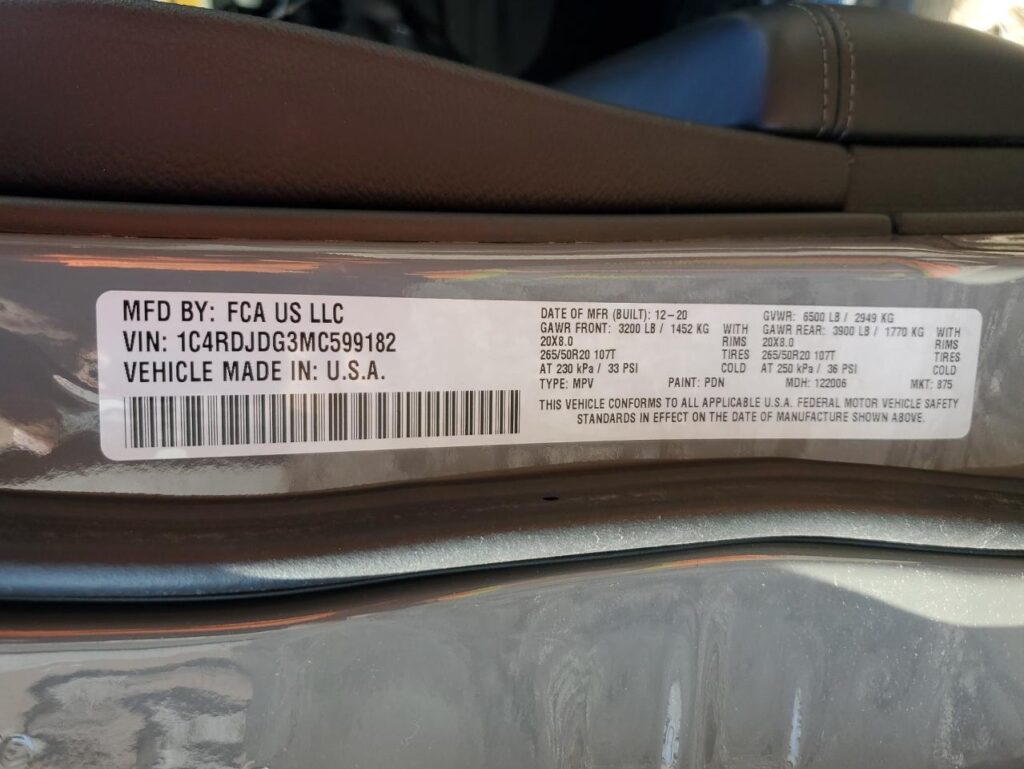 MFD BY: FCA US LLC
VIN: 1C4RDJDG3MC599182
VEHICLE MADE IN: U.S.A.
DATE OF MFR (BUILT): 12-20 GVWR: 6500 LB / 2949 KG
GAWR FRONT: 3200 LB / 1452 KG WITH GAWR REAR: 3900 LB / 1770 KG WITH
20X8.0 RIMS 20X8.0 RIMS
265/50R20 107T TIRES 265/50R20 107T TIRES
AT 230 kPa / 33 PSI COLD AT 250 kPa / 36 PSI COLD
TYPE: MPV PAINT: PDN MDH: 122006 MKT: 875
THIS VEHICLE CONFORMS TO ALL APPLICABLE U.S.A. FEDERAL MOTOR VEHICLE SAFETY
STANDARDS IN EFFECT ON THE DATE OF MANUFACTURE SHOWN ABOVE.